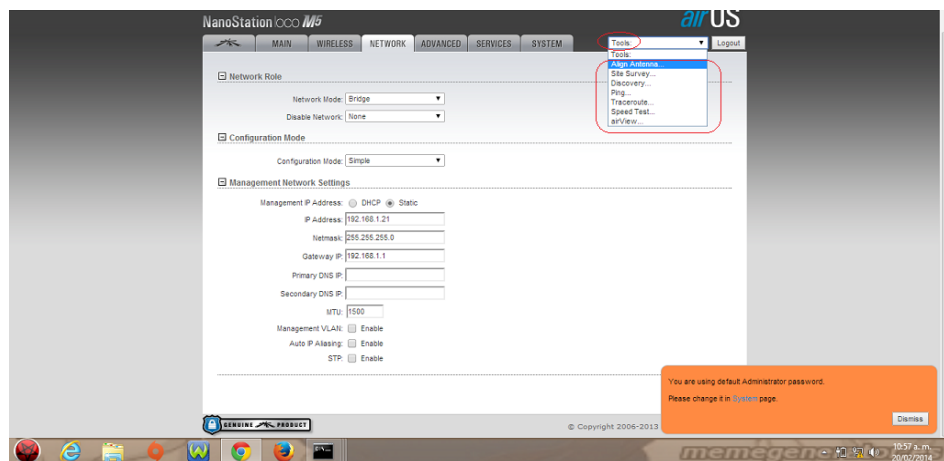 NanoStation loco M5
airOS
MAIN WIRELESS NETWORK ADVANCED SERVICES SYSTEM Tools: Logout
Tools:
Align Antenna...
Site Survey...
Discovery...
Ping...
Traceroute...
Speed Test...
airView...
Network Role
Network Mode: Bridge
Disable Network: None
Configuration Mode
Configuration Mode: Simple
Management Network Settings
Management IP Address: DHCP Static
IP Address: 192.168.1.21
Netmask: 255.255.255.0
Gateway IP: 192.168.1.1
Primary DNS IP:
Secondary DNS IP:
MTU: 1500
Management VLAN: Enable
Auto IP Aliasing: Enable
STP: Enable
You are using default Administrator password.
Please change it in System page.
Dismiss
GENUINE PRODUCT
© Copyright 2006-2013
memegen
10:57 a. m.
20/02/2014